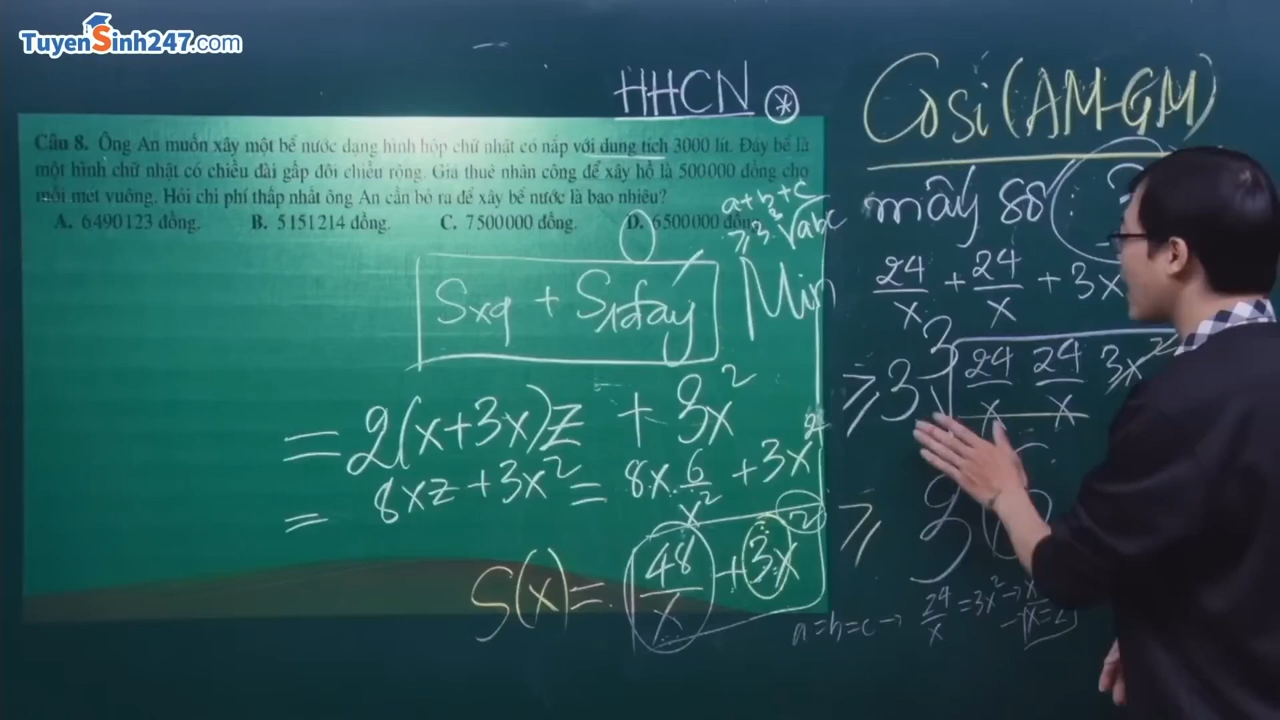 TuyenSinh247.com
HHCN *
Cosi (AM-GM)
Câu 8. Ông An muốn xây một bể nước dạng hình hộp chữ nhật có nắp với dung tích 3000 lít. Đáy bể là
một hình chữ nhật có chiều dài gấp đôi chiều rộng. Giá thuê nhân công để xây hồ là 500000 đồng cho
mỗi mét vuông. Hỏi chi phí thấp nhất ông An cần bỏ ra để xây bể nước là bao nhiêu?
A. 6490123 đồng. B. 5151214 đồng. C. 7500000 đồng. D. 6500000 đồng.
a+b+c
≥ 3 ∛abc
Sxq + S1đáy Min
= 2(x+3x)z + 3x²
= 8xz + 3x² = 8x. 6/x² + 3x²
S(x) = 48/x + 3x²
mấy số
24/x + 24/x + 3x
≥ 3 ∛ 24/x 24/x 3x²
≥ 3
a=b=c → 24/x = 3x² →